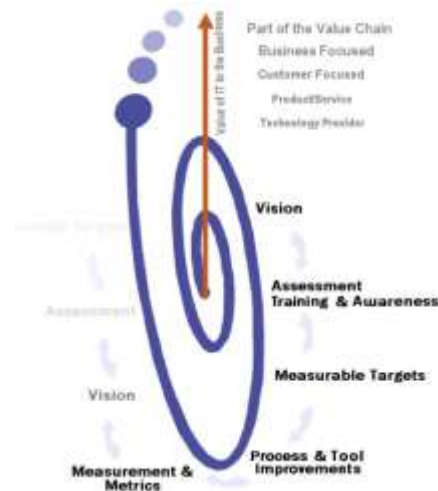 Part of the Value Chain
Business Focused
Customer Focused
Product/Service
Technology Provider
Value of IT to the Business
Vision
Assessment
Training & Awareness
Assessment
Measurable Targets
Vision
Process & Tool
Improvements
Measurement &
Metrics